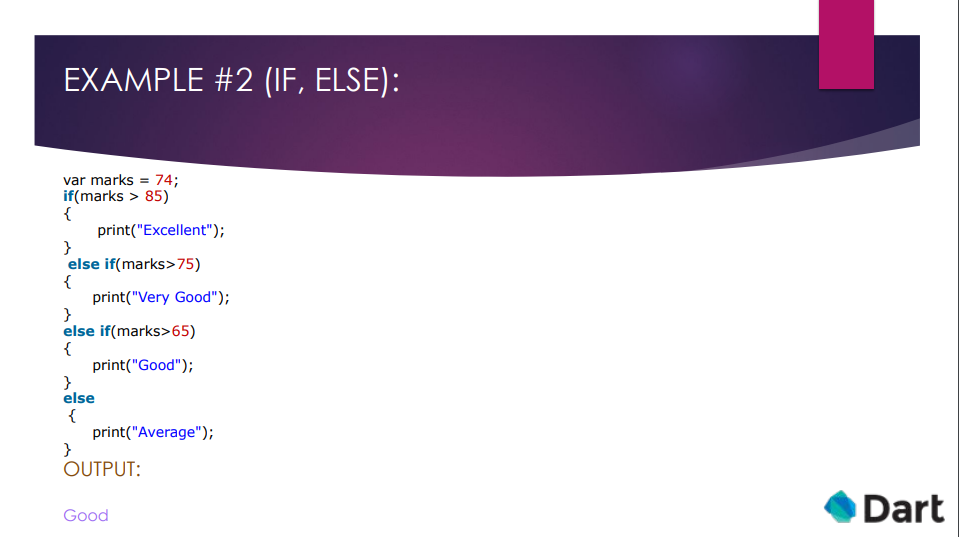 EXAMPLE #2 (IF, ELSE):
var marks = 74;
if(marks > 85)
{
print("Excellent");
}
else if(marks>75)
{
print("Very Good");
}
else if(marks>65)
{
print("Good");
}
else
{
print("Average");
}
OUTPUT:
Good
Dart